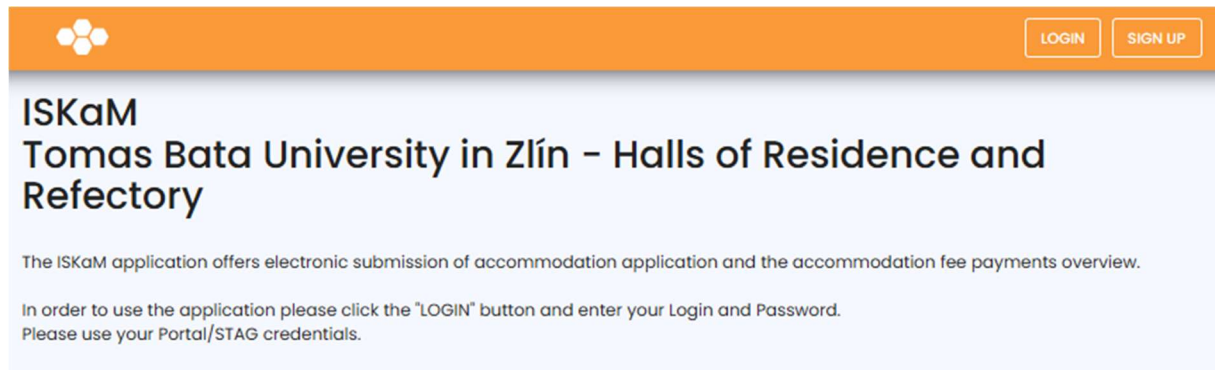 LOGIN SIGN UP
ISKaM
Tomas Bata University in Zlín - Halls of Residence and
Refectory
The ISKaM application offers electronic submission of accommodation application and the accommodation fee payments overview.
In order to use the application please click the "LOGIN" button and enter your Login and Password.
Please use your Portal/STAG credentials.